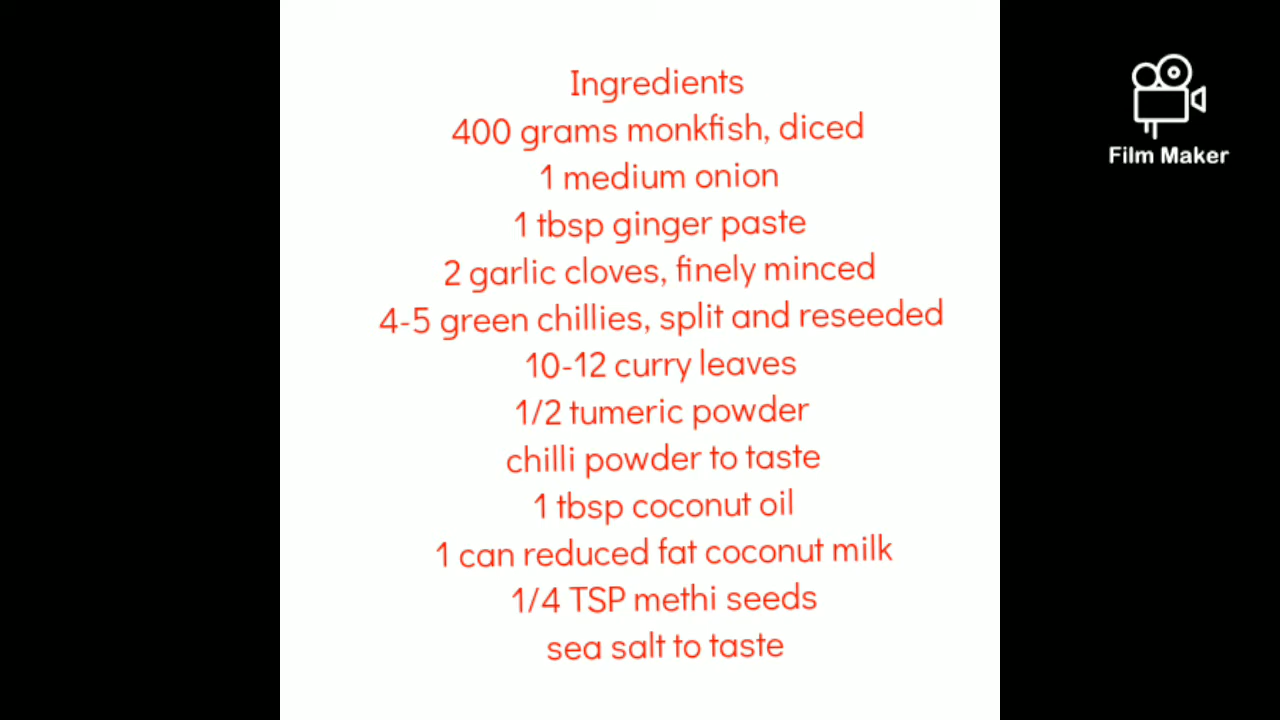 Ingredients
400 grams monkfish, diced
1 medium onion
1 tbsp ginger paste
2 garlic cloves, finely minced
4-5 green chillies, split and reseeded
10-12 curry leaves
1/2 tumeric powder
chilli powder to taste
1 tbsp coconut oil
1 can reduced fat coconut milk
1/4 TSP methi seeds
sea salt to taste
Film Maker